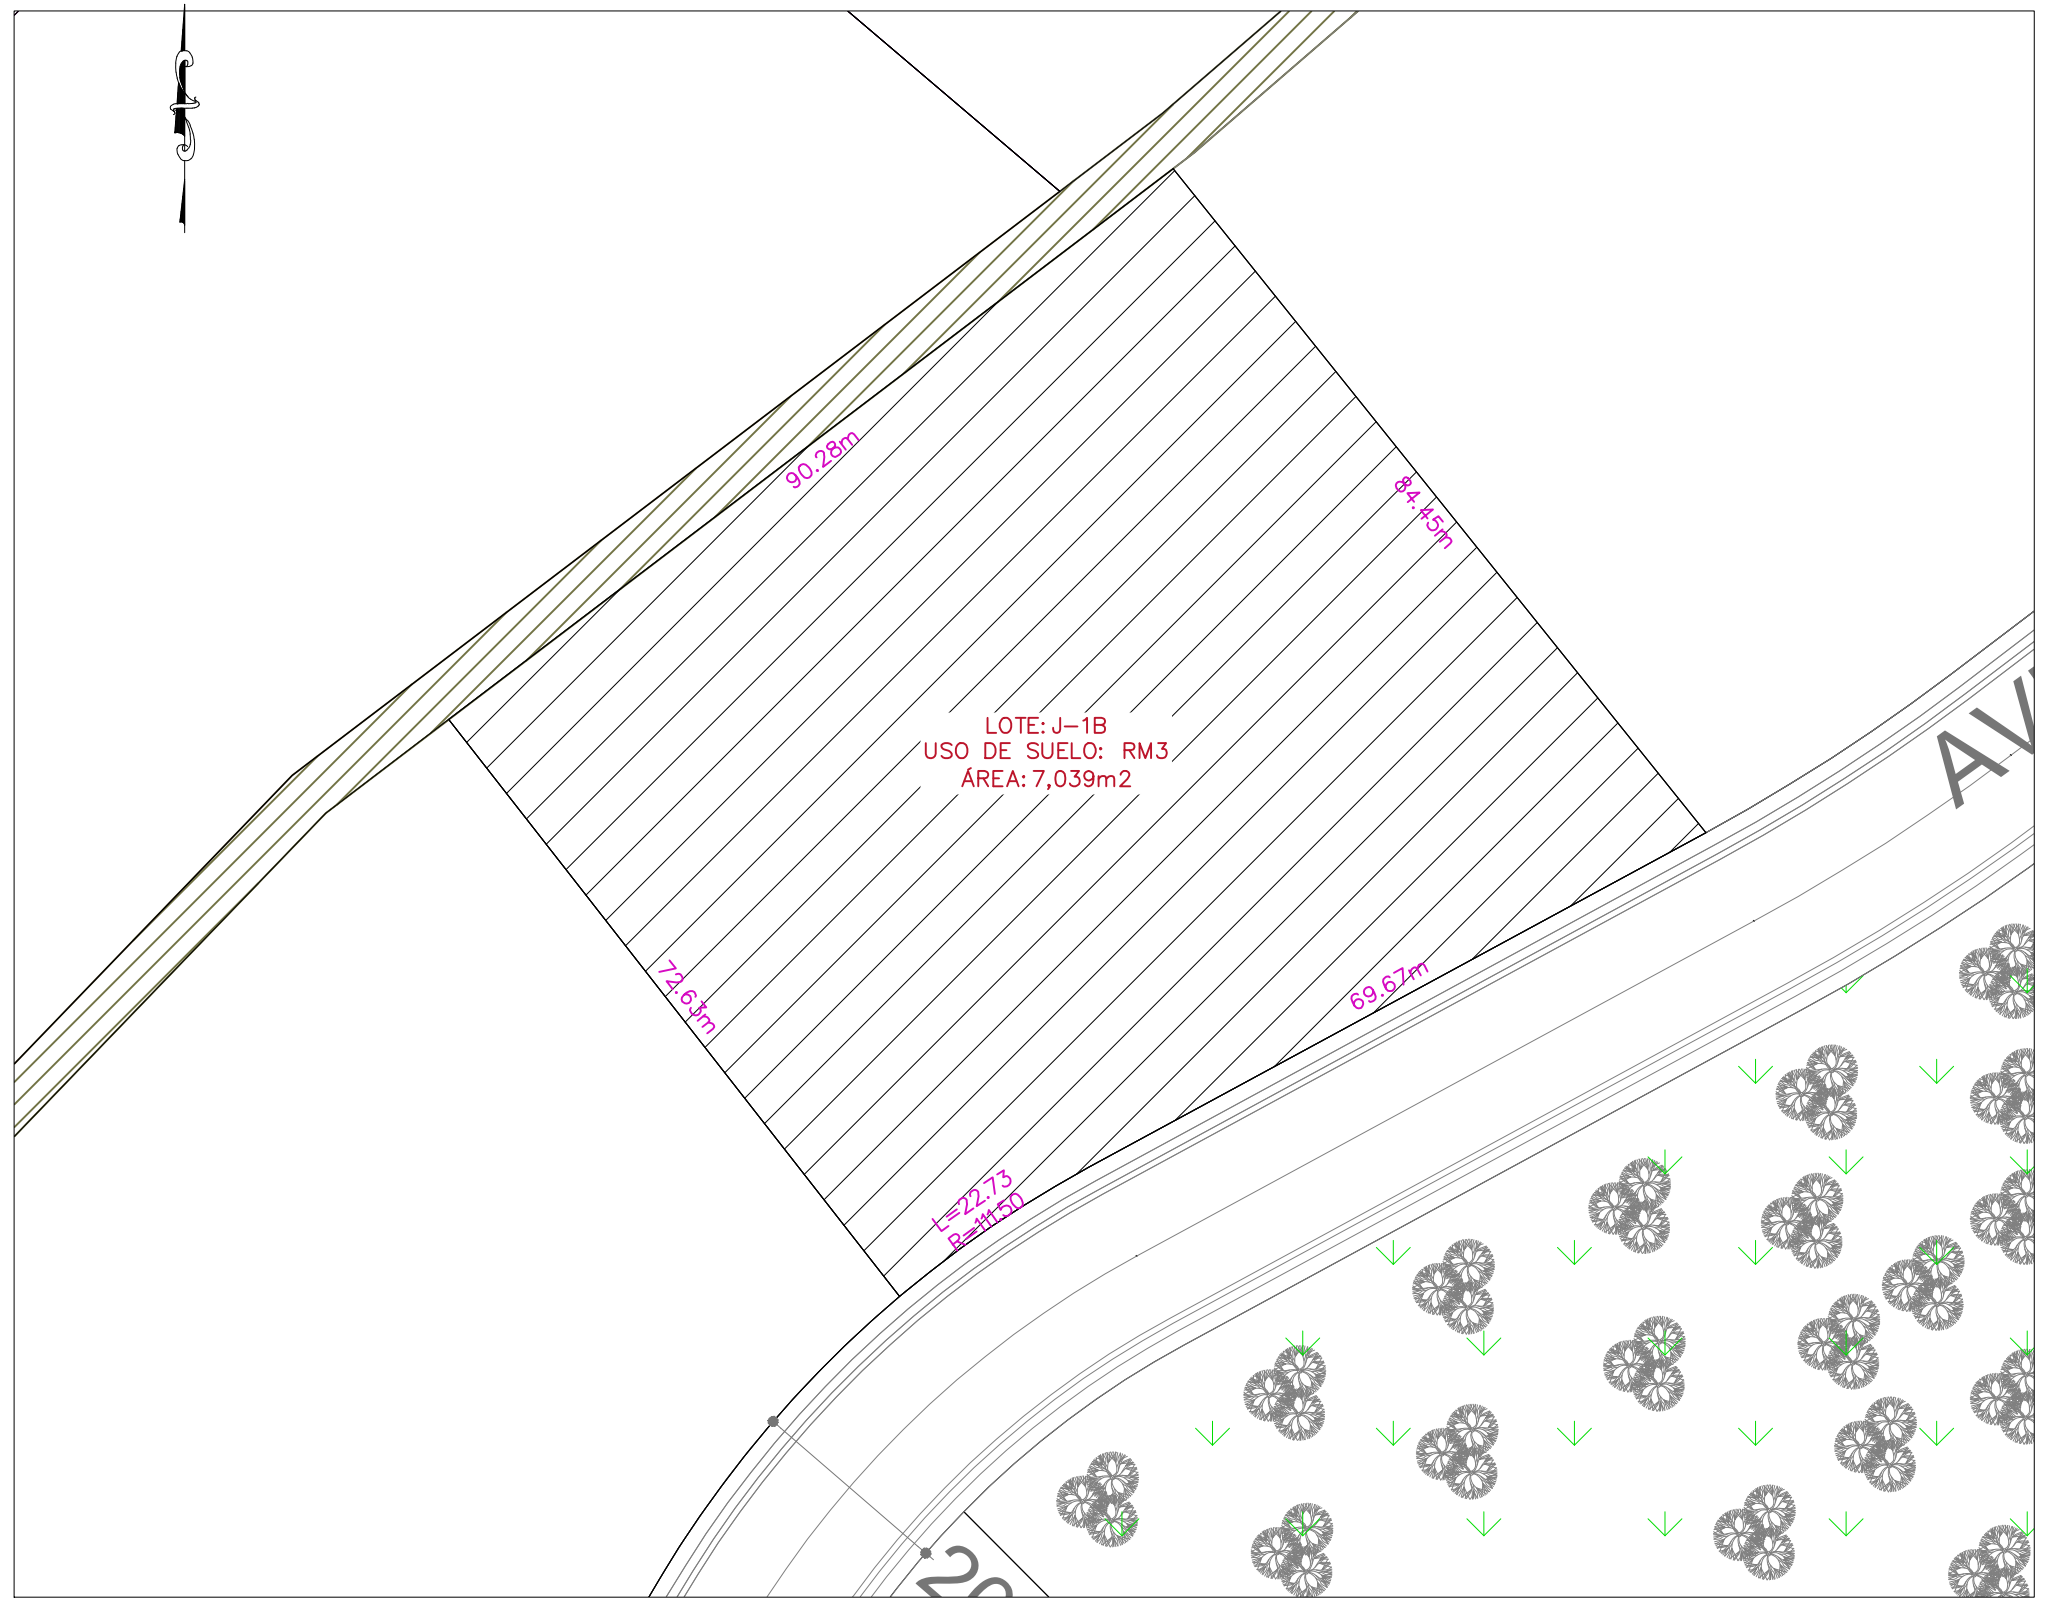 90.28m
84.45m
LOTE: J-1B
USO DE SUELO: RM3
ÁREA: 7,039m2
72.63m
69.67m
L=22.73
R=111.50
AV
20